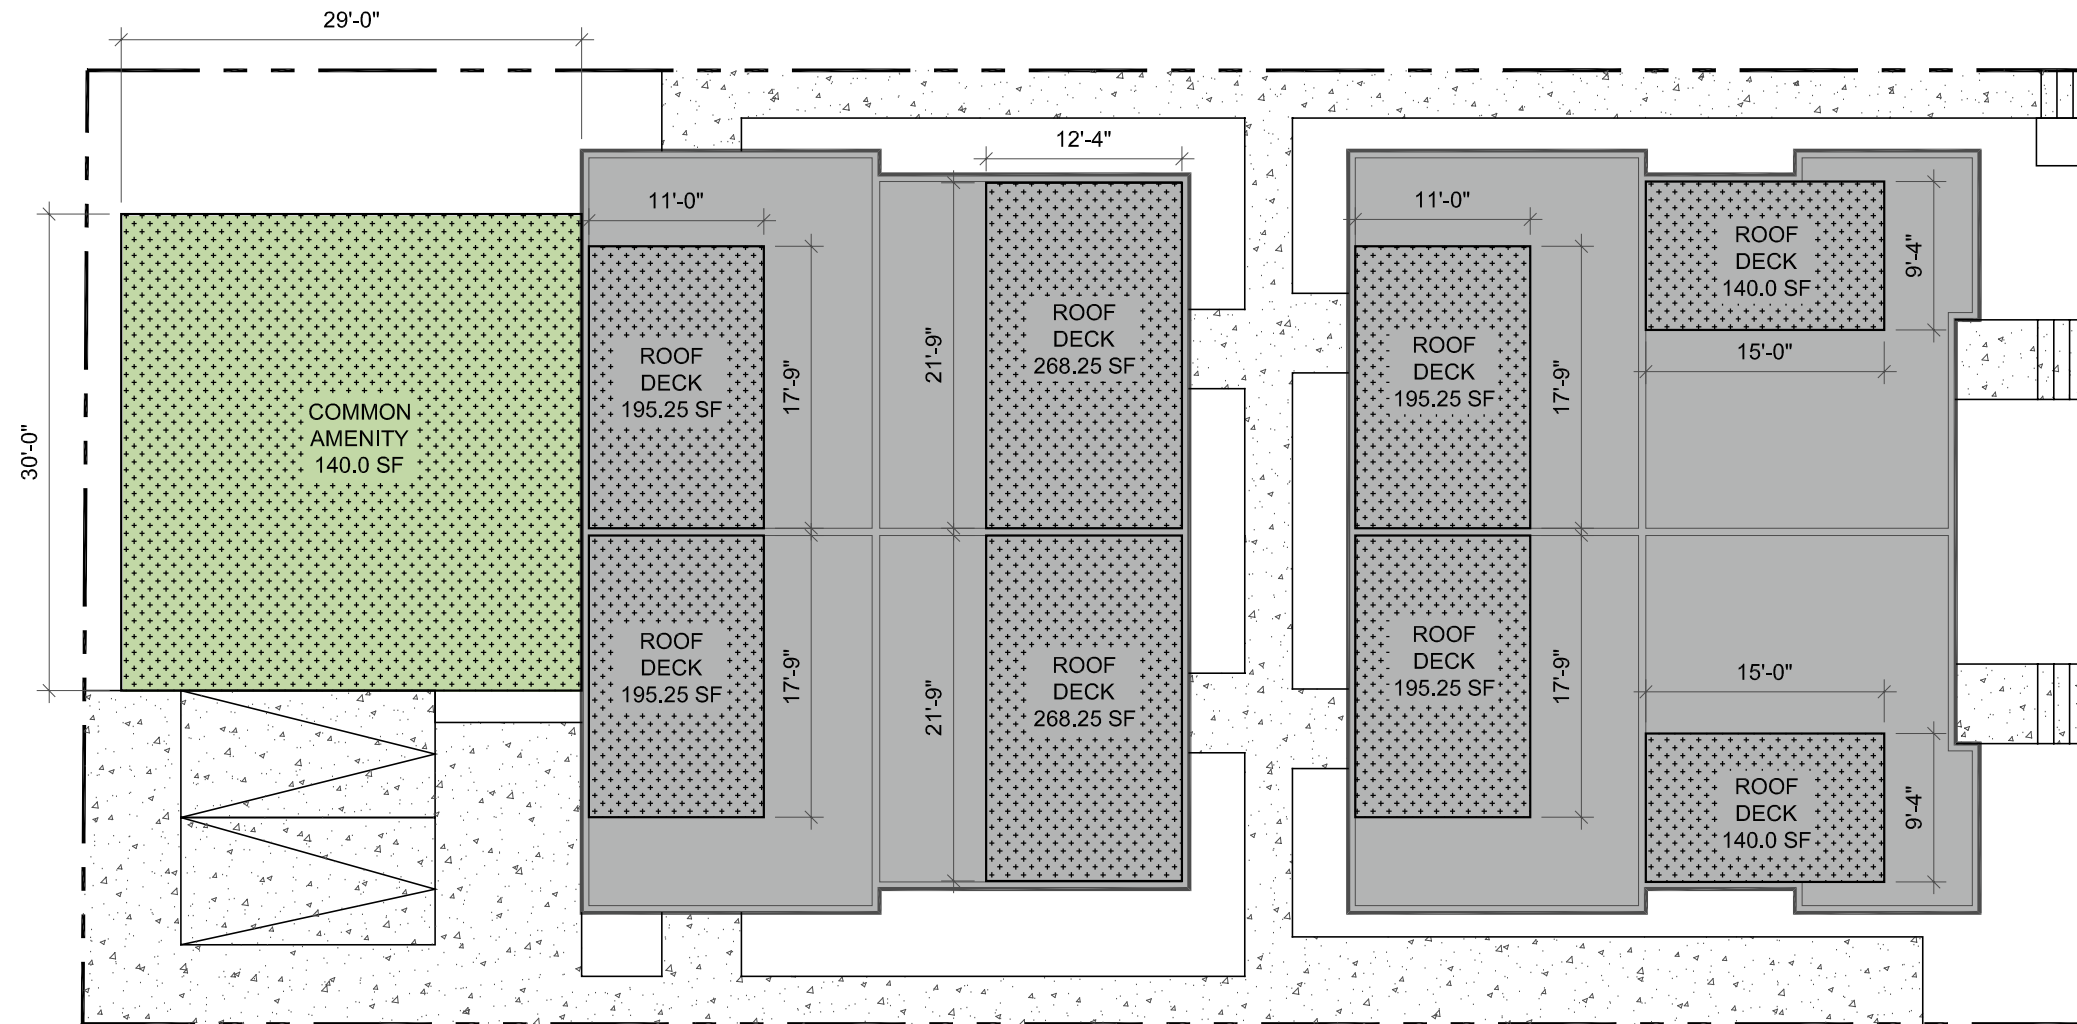 29'-0"
12'-4"
11'-0"
11'-0"
ROOF
DECK
140.0 SF
9'-4"
30'-0"
COMMON
AMENITY
140.0 SF
ROOF
DECK
195.25 SF
17'-9"
21'-9"
ROOF
DECK
268.25 SF
ROOF
DECK
195.25 SF
17'-9"
15'-0"
ROOF
DECK
195.25 SF
17'-9"
21'-9"
ROOF
DECK
268.25 SF
ROOF
DECK
195.25 SF
17'-9"
15'-0"
ROOF
DECK
140.0 SF
9'-4"